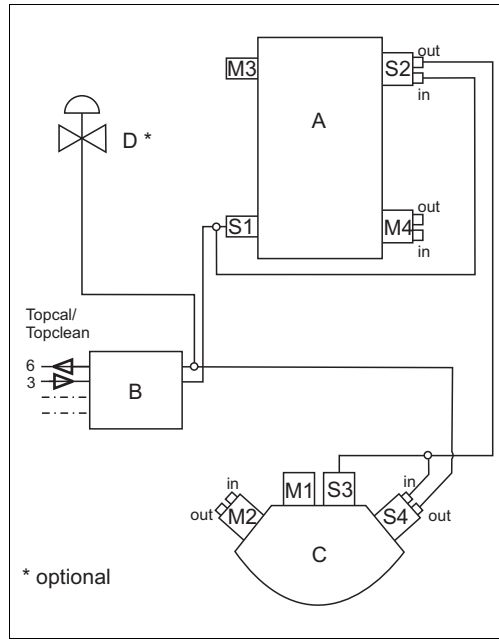 out
M3
S2
in
A
D *
out
S1
M4
in
Topcal/
Topclean
6
3
B
in
M1
S3
in
out
M2
S4
out
C
* optional